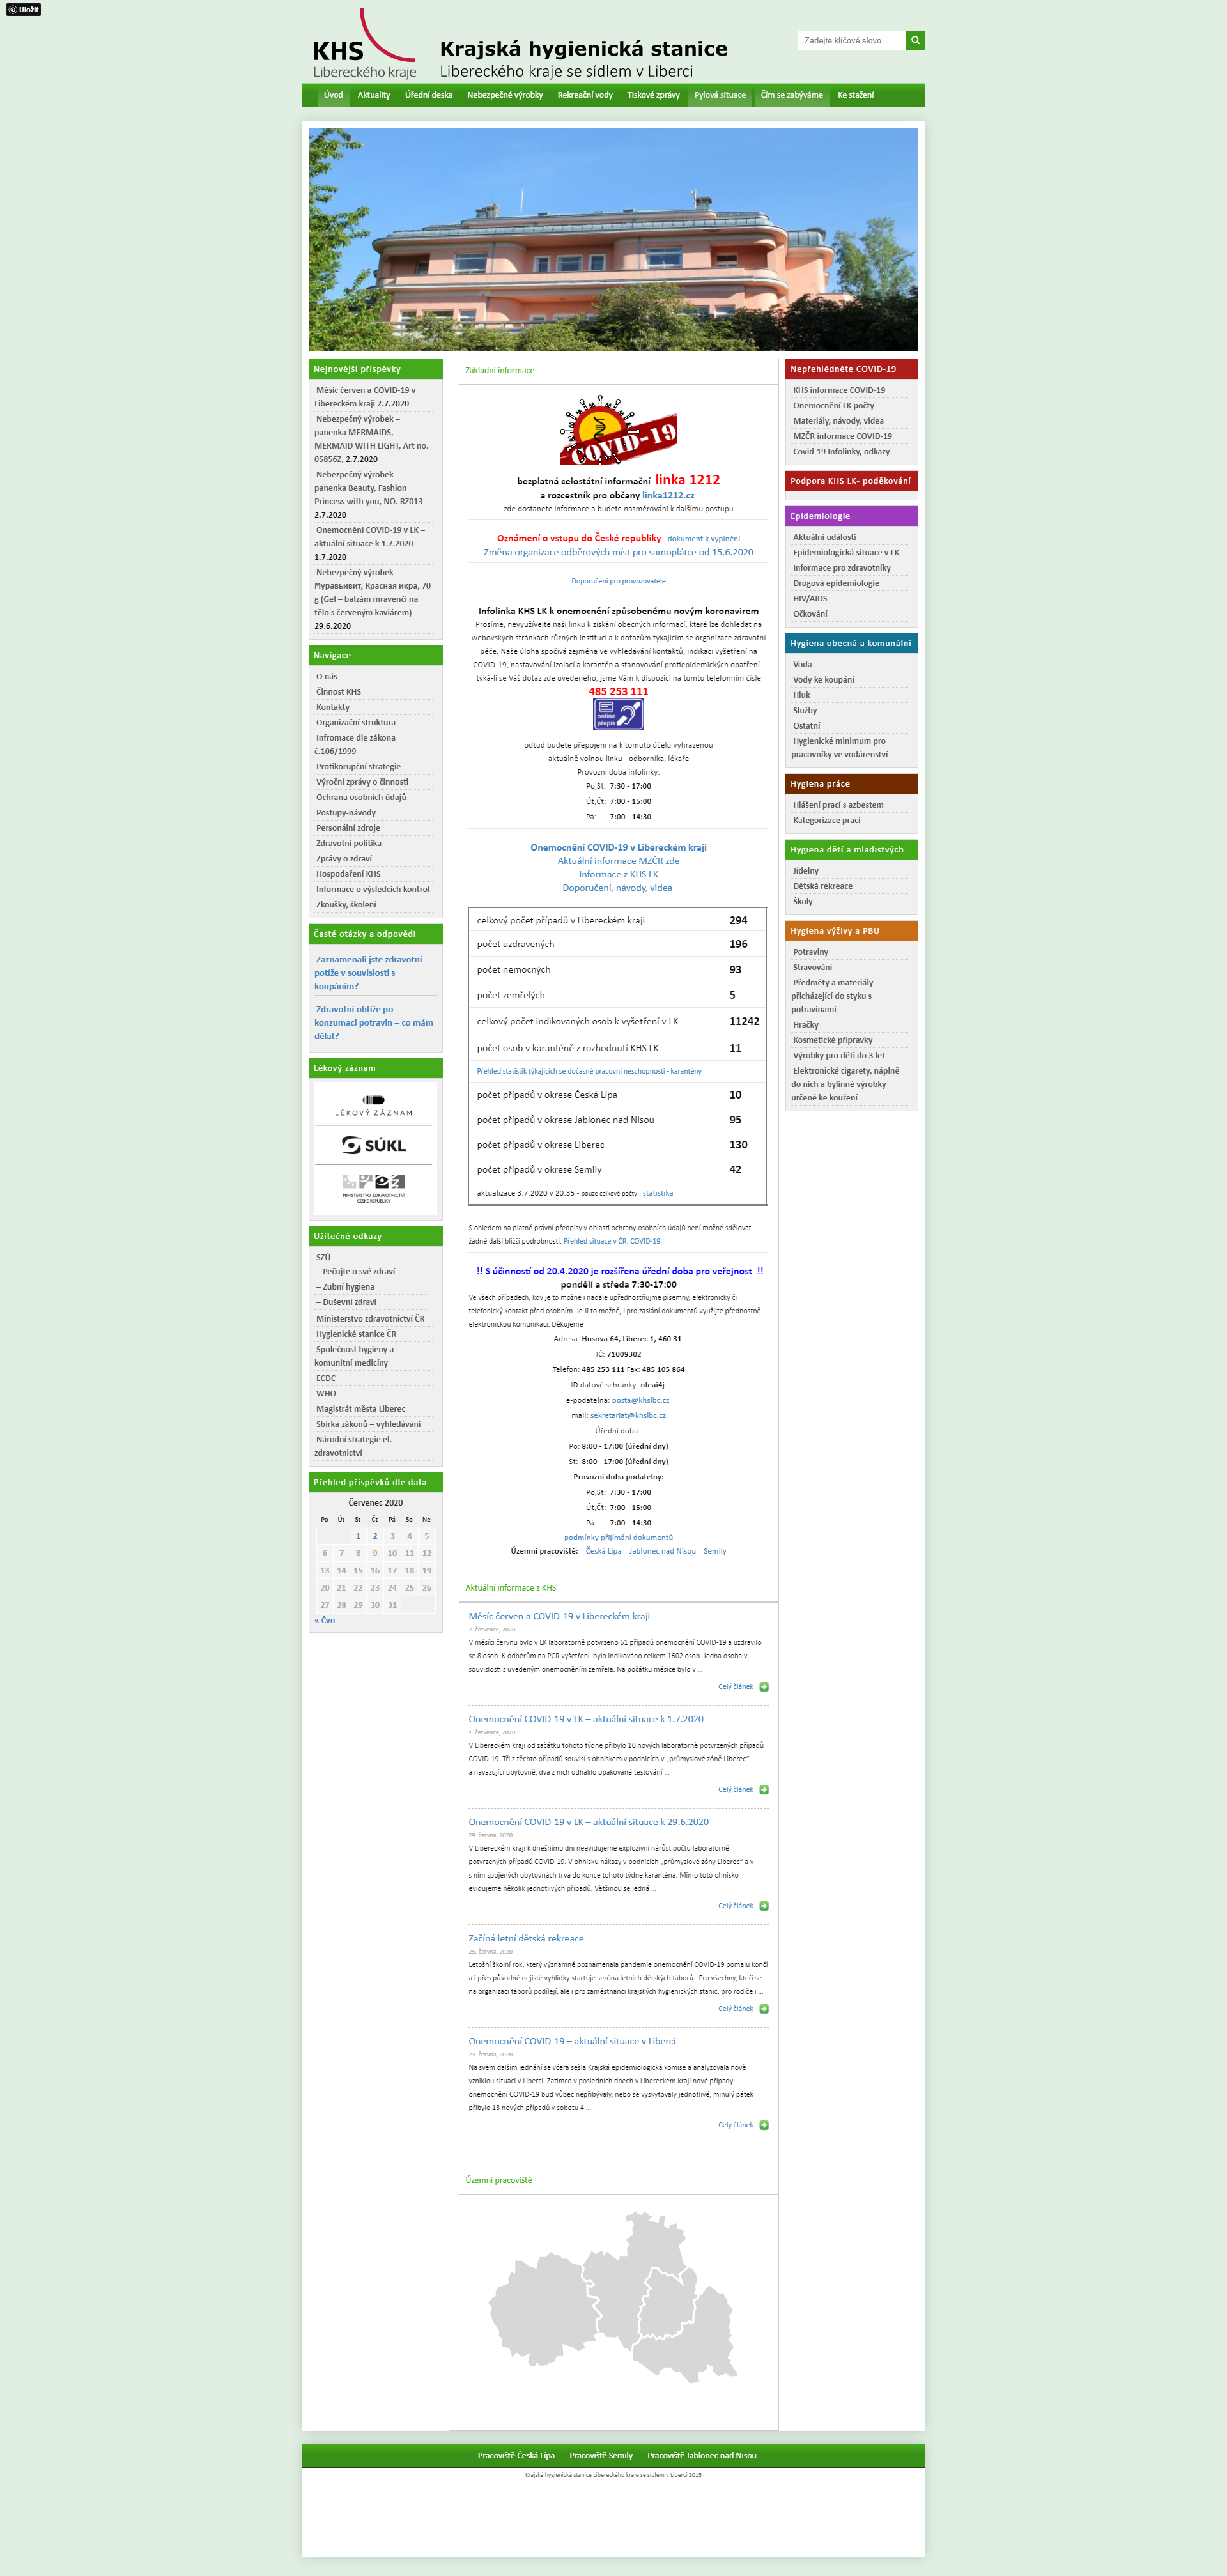 Uložit
KHS
Libereckého kraje
Krajská hygienická stanice
Libereckého kraje se sídlem v Liberci
Zadejte klíčové slovo
Úvod Aktuality Úřední deska Nebezpečné výrobky Rekreační vody Tiskové zprávy Pylová situace Čím se zabýváme Ke stažení
Nejnovější příspěvky
Měsíc červen a COVID-19 v
Libereckém kraji 2.7.2020
Nebezpečný výrobek –
panenka MERMAIDS,
MERMAID WITH LIGHT, Art no.
05856Z, 2.7.2020
Nebezpečný výrobek –
panenka Beauty, Fashion
Princess with you, NO. RZ013
2.7.2020
Onemocnění COVID-19 v LK –
aktuální situace k 1.7.2020
1.7.2020
Nebezpečný výrobek –
Муравьивит, Красная икра, 70
g (Gel – balzám mravenčí na
tělo s červeným kaviárem)
29.6.2020
Navigace
O nás
Činnost KHS
Kontakty
Organizační struktura
Infromace dle zákona
č.106/1999
Protikorupční strategie
Výroční zprávy o činnosti
Ochrana osobních údajů
Postupy-návody
Personální zdroje
Zdravotní politika
Zprávy o zdraví
Hospodaření KHS
Informace o výsledcích kontrol
Zkoušky, školení
Časté otázky a odpovědi
Zaznamenali jste zdravotní
potíže v souvislosti s
koupáním?
Zdravotní obtíže po
konzumaci potravin – co mám
dělat?
Lékový záznam
LÉKOVÝ ZÁZNAM
SÚKL
MINISTERSTVO ZDRAVOTNICTVÍ
ČESKÉ REPUBLIKY
Užitečné odkazy
SZÚ
– Pečujte o své zdraví
– Zubní hygiena
– Duševní zdraví
Ministerstvo zdravotnictví ČR
Hygienické stanice ČR
Společnost hygieny a
komunitní medicíny
ECDC
WHO
Magistrát města Liberec
Sbírka zákonů – vyhledávání
Národní strategie el.
zdravotnictví
Přehled příspěvků dle data
Červenec 2020
Po Út St Čt Pá So Ne
1 2 3 4 5
6 7 8 9 10 11 12
13 14 15 16 17 18 19
20 21 22 23 24 25 26
27 28 29 30 31
« Čvn
Základní informace
COVID-19
bezplatná celostátní informační linka 1212
a rozcestník pro občany linka1212.cz
zde dostanete informace a budete nasměrováni k dalšímu postupu
Oznámení o vstupu do České republiky - dokument k vyplnění
Změna organizace odběrových míst pro samoplátce od 15.6.2020
Doporučení pro provozovatele
Infolinka KHS LK k onemocnění způsobenému novým koronavirem
Prosíme, nevyužívejte naši linku k získání obecných informací, které lze dohledat na
webovských stránkách různých institucí a k dotazům týkajícím se organizace zdravotní
péče. Naše úloha spočívá zejména ve vyhledávání kontaktů, indikaci vyšetření na
COVID-19, nastavování izolací a karantén a stanovování protiepidemických opatření -
týká-li se Váš dotaz zde uvedeného, jsme Vám k dispozici na tomto telefonním čísle
485 253 111
online
přepis
odtud budete přepojeni na k tomuto účelu vyhrazenou
aktuálně volnou linku - odborníka, lékaře
Provozní doba infolinky:
Po,St: 7:30 - 17:00
Út,Čt: 7:00 - 15:00
Pá: 7:00 - 14:30
Onemocnění COVID-19 v Libereckém kraji
Aktuální informace MZČR zde
Informace z KHS LK
Doporučení, návody, videa
celkový počet případů v Libereckém kraji 294
počet uzdravených 196
počet nemocných 93
počet zemřelých 5
celkový počet indikovaných osob k vyšetření v LK 11242
počet osob v karanténě z rozhodnutí KHS LK 11
Přehled statistik týkajících se dočasné pracovní neschopnosti - karantény
počet případů v okrese Česká Lípa 10
počet případů v okrese Jablonec nad Nisou 95
počet případů v okrese Liberec 130
počet případů v okrese Semily 42
aktualizace 3.7.2020 v 20:35 - pouze celkové počty statistika
S ohledem na platné právní předpisy v oblasti ochrany osobních údajů není možné sdělovat
žádné další bližší podrobnosti. Přehled situace v ČR: COVID-19
!! S účinností od 20.4.2020 je rozšířena úřední doba pro veřejnost !!
pondělí a středa 7:30-17:00
Ve všech případech, kdy je to možné i nadále upřednostňujme písemný, elektronický či
telefonický kontakt před osobním. Je-li to možné, i pro zaslání dokumentů využijte přednostně
elektronickou komunikaci. Děkujeme
Adresa: Husova 64, Liberec 1, 460 31
IČ: 71009302
Telefon: 485 253 111 Fax: 485 105 864
ID datové schránky: nfeai4j
e-podatelna: posta@khslbc.cz
mail: sekretariat@khslbc.cz
Úřední doba :
Po: 8:00 - 17:00 (úřední dny)
St: 8:00 - 17:00 (úřední dny)
Provozní doba podatelny:
Po,St: 7:30 - 17:00
Út,Čt: 7:00 - 15:00
Pá: 7:00 - 14:30
podmínky přijímání dokumentů
Územní pracoviště: Česká Lípa Jablonec nad Nisou Semily
Aktuální informace z KHS
Měsíc červen a COVID-19 v Libereckém kraji
2. července, 2020
V měsíci červnu bylo v LK laboratorně potvrzeno 61 případů onemocnění COVID-19 a uzdravilo
se 8 osob. K odběrům na PCR vyšetření bylo indikováno celkem 1602 osob. Jedna osoba v
souvislosti s uvedeným onemocněním zemřela. Na počátku měsíce bylo v ...
Celý článek
Onemocnění COVID-19 v LK – aktuální situace k 1.7.2020
1. července, 2020
V Libereckém kraji od začátku tohoto týdne přibylo 10 nových laboratorně potvrzených případů
COVID-19. Tři z těchto případů souvisí s ohniskem v podnicích v „průmyslové zóně Liberec“
a navazující ubytovně, dva z nich odhalilo opakované testování ...
Celý článek
Onemocnění COVID-19 v LK – aktuální situace k 29.6.2020
29. června, 2020
V Libereckém kraji k dnešnímu dni neevidujeme explozivní nárůst počtu laboratorně
potvrzených případů COVID-19. V ohnisku nákazy v podnicích „průmyslové zóny Liberec“ a v
s ním spojených ubytovnách trvá do konce tohoto týdne karanténa. Mimo toto ohnisko
evidujeme několik jednotlivých případů. Většinou se jedná ...
Celý článek
Začíná letní dětská rekreace
25. června, 2020
Letošní školní rok, který významně poznamenala pandemie onemocnění COVID-19 pomalu končí
a i přes původně nejisté vyhlídky startuje sezóna letních dětských táborů. Pro všechny, kteří se
na organizaci táborů podílejí, ale i pro zaměstnanci krajských hygienických stanic, pro rodiče i ...
Celý článek
Onemocnění COVID-19 – aktuální situace v Liberci
23. června, 2020
Na svém dalším jednání se včera sešla Krajská epidemiologická komise a analyzovala nově
vzniklou situaci v Liberci. Zatímco v posledních dnech v Libereckém kraji nové případy
onemocnění COVID-19 buď vůbec nepřibývaly, nebo se vyskytovaly jednotlivě, minulý pátek
přibylo 13 nových případů v sobotu 4 ...
Celý článek
Územní pracoviště
Nepřehlédněte COVID-19
KHS informace COVID-19
Onemocnění LK počty
Materiály, návody, videa
MZČR informace COVID-19
Covid-19 Infolinky, odkazy
Podpora KHS LK- poděkování
Epidemiologie
Aktuální události
Epidemiologická situace v LK
Informace pro zdravotníky
Drogová epidemiologie
HIV/AIDS
Očkování
Hygiena obecná a komunální
Voda
Vody ke koupání
Hluk
Služby
Ostatní
Hygienické minimum pro
pracovníky ve vodárenství
Hygiena práce
Hlášení prací s azbestem
Kategorizace prací
Hygiena dětí a mladistvých
Jídelny
Dětská rekreace
Školy
Hygiena výživy a PBU
Potraviny
Stravování
Předměty a materiály
přicházející do styku s
potravinami
Hračky
Kosmetické přípravky
Výrobky pro děti do 3 let
Elektronické cigarety, náplně
do nich a bylinné výrobky
určené ke kouření
Pracoviště Česká Lípa Pracoviště Semily Pracoviště Jablonec nad Nisou
Krajská hygienická stanice Libereckého kraje se sídlem v Liberci 2015